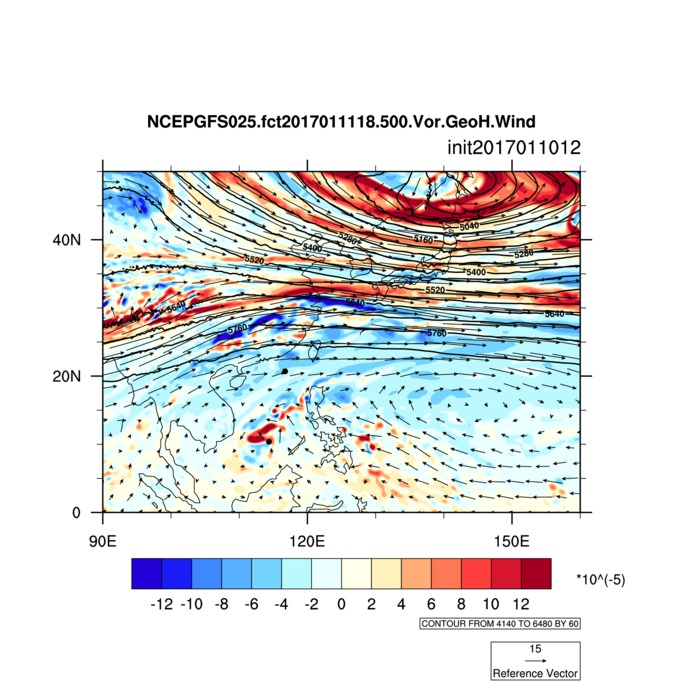 NCEPGFS025.fct2017011118.500.Vor.GeoH.Wind
init2017011012
40N
20N
0
90E 120E 150E
5040
5280 5160
5400 5280
5520 5400
5520
5640 5640 5640
5760 5760
-12 -10 -8 -6 -4 -2 0 2 4 6 8 10 12
*10^(-5)
CONTOUR FROM 4140 TO 6480 BY 60
15
Reference Vector